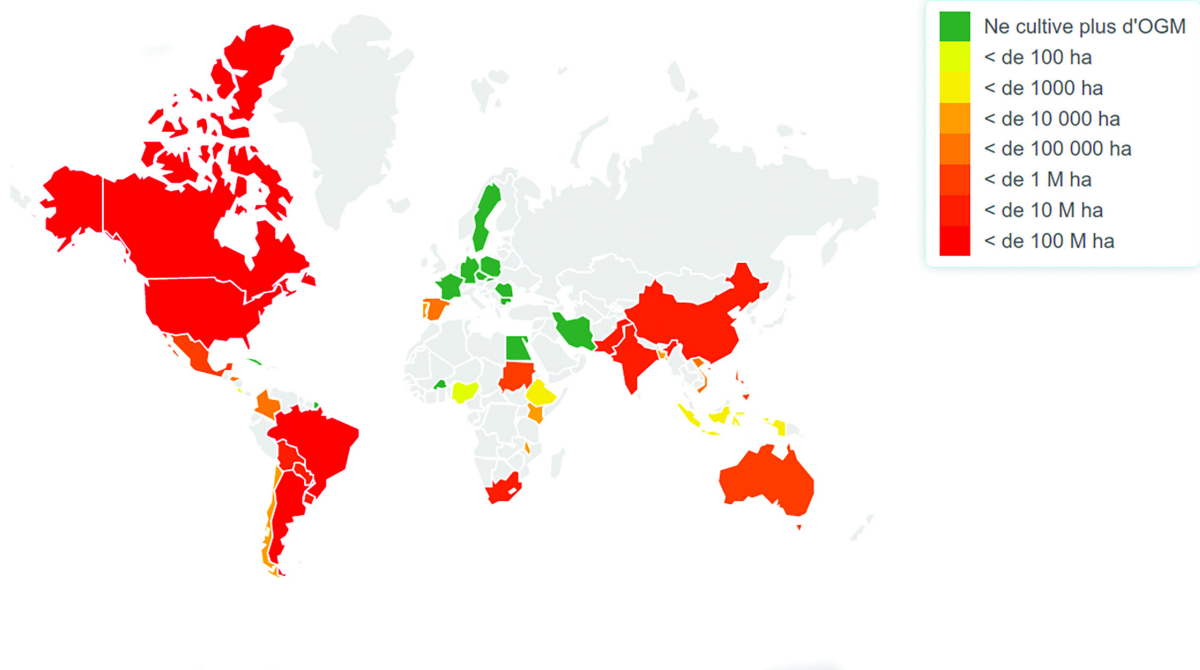 Ne cultive plus d'OGM
< de 100 ha
< de 1000 ha
< de 10 000 ha
< de 100 000 ha
< de 1 M ha
< de 10 M ha
< de 100 M ha